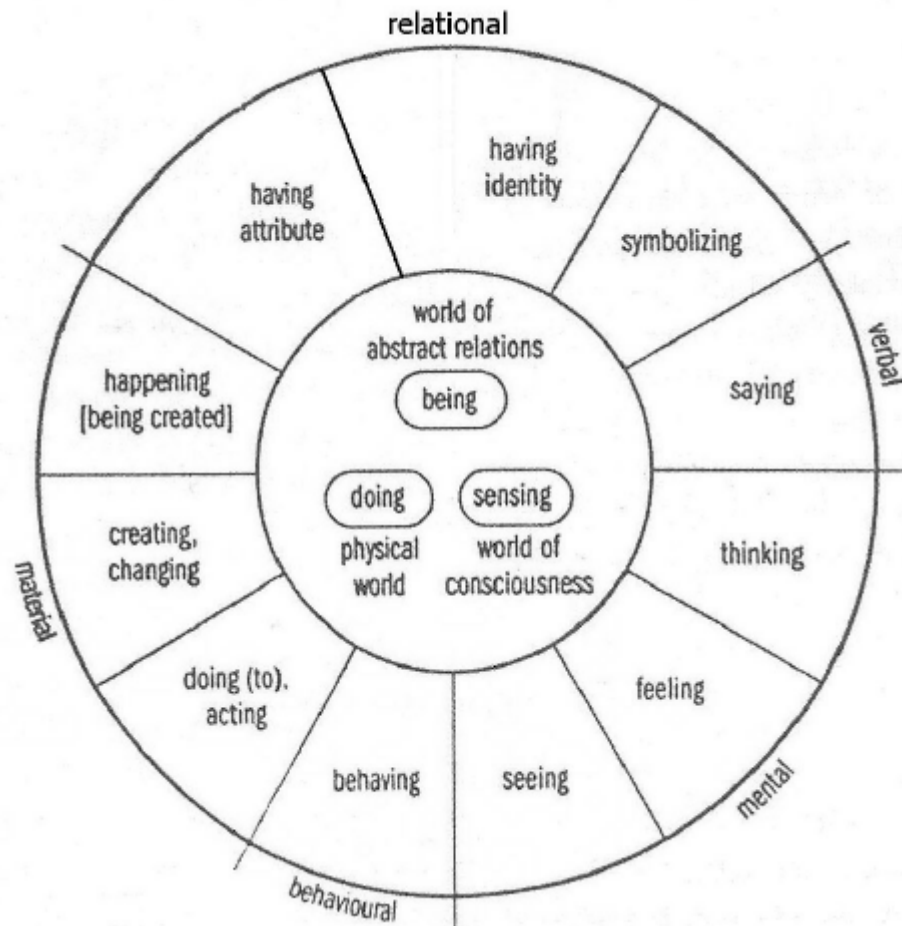 relational
having
identity
having
attribute
symbolizing
verbal
world of
abstract relations
being
happening
[being created]
saying
doing
sensing
physical
world
world of
consciousness
creating,
changing
thinking
material
doing (to),
acting
feeling
behaving
seeing
mental
behavioural